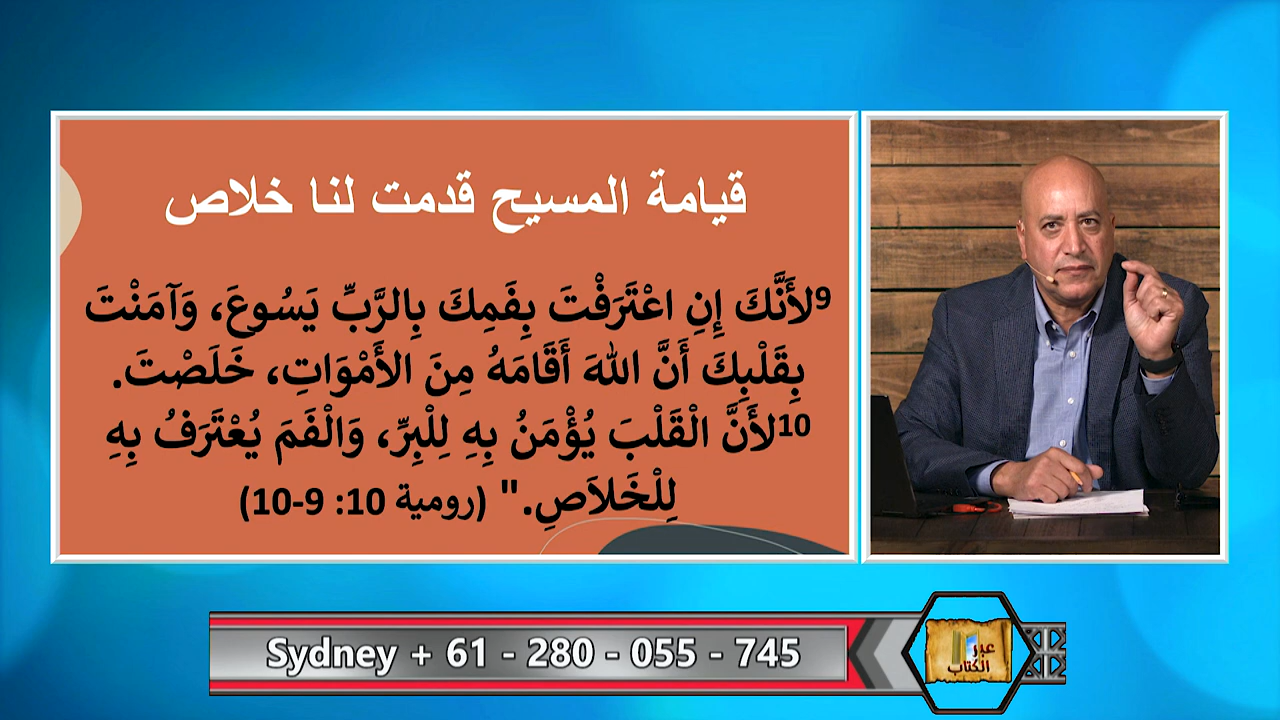 قيامة المسيح قدمت لنا خلاص
9لأَنَّكَ إِنِ اعْتَرَفْتَ بِفَمِكَ بِالرَّبِّ يَسُوعَ، وَآمَنْتَ
بِقَلْبِكَ أَنَّ اللهَ أَقَامَهُ مِنَ الأَمْوَاتِ، خَلَصْتَ.
10لأَنَّ الْقَلْبَ يُؤْمَنُ بِهِ لِلْبِرِّ، وَالْفَمَ يُعْتَرَفُ بِهِ
لِلْخَلاَصِ." (رومية 10: 9-10)
Sydney + 61 - 280 - 055 - 745
عبر
الكتاب